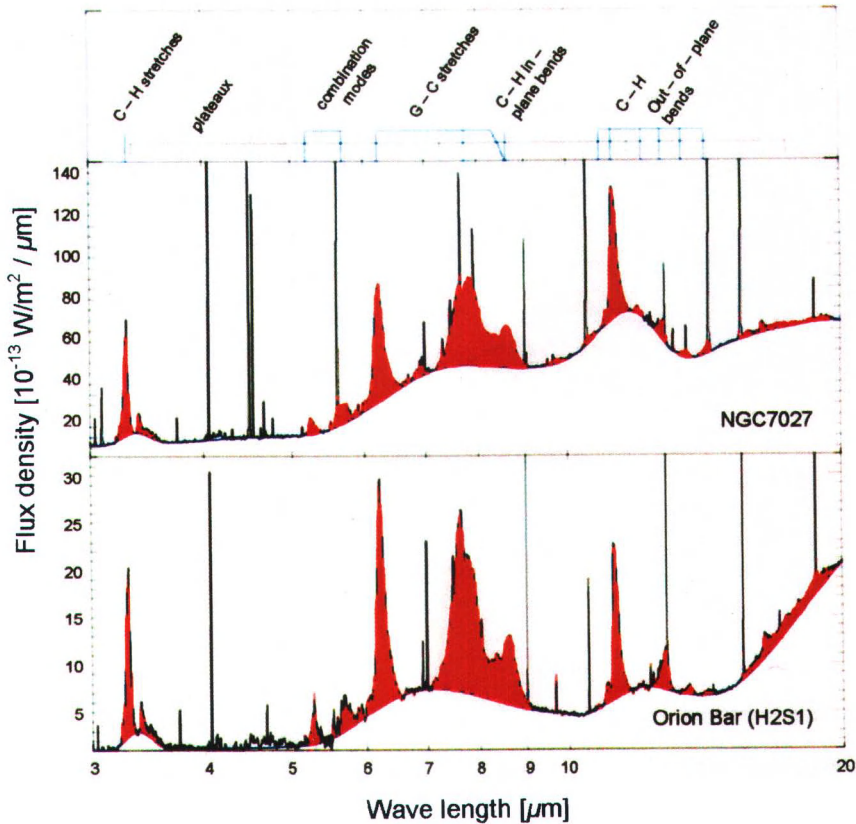 C – H stretches
plateaux
combination
modes
G – C stretches
C – H in –
plane bends
C – H
Out – of – plane
bends
140
120
100
80
60
40
20
NGC7027
30
25
20
15
10
5
Orion Bar (H2S1)
3
4
5
6
7
8
9
10
20
Flux density [10⁻¹³ W/m² / µm]
Wave length [µm]